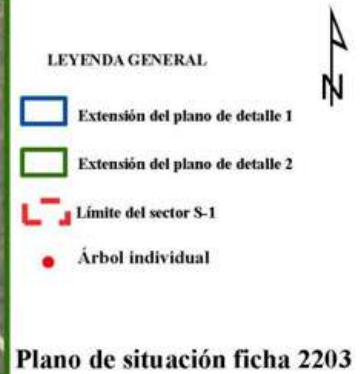 N
LEYENDA GENERAL
Extensión del plano de detalle 1
Extensión del plano de detalle 2
Límite del sector S-1
Árbol individual
Plano de situación ficha 2203